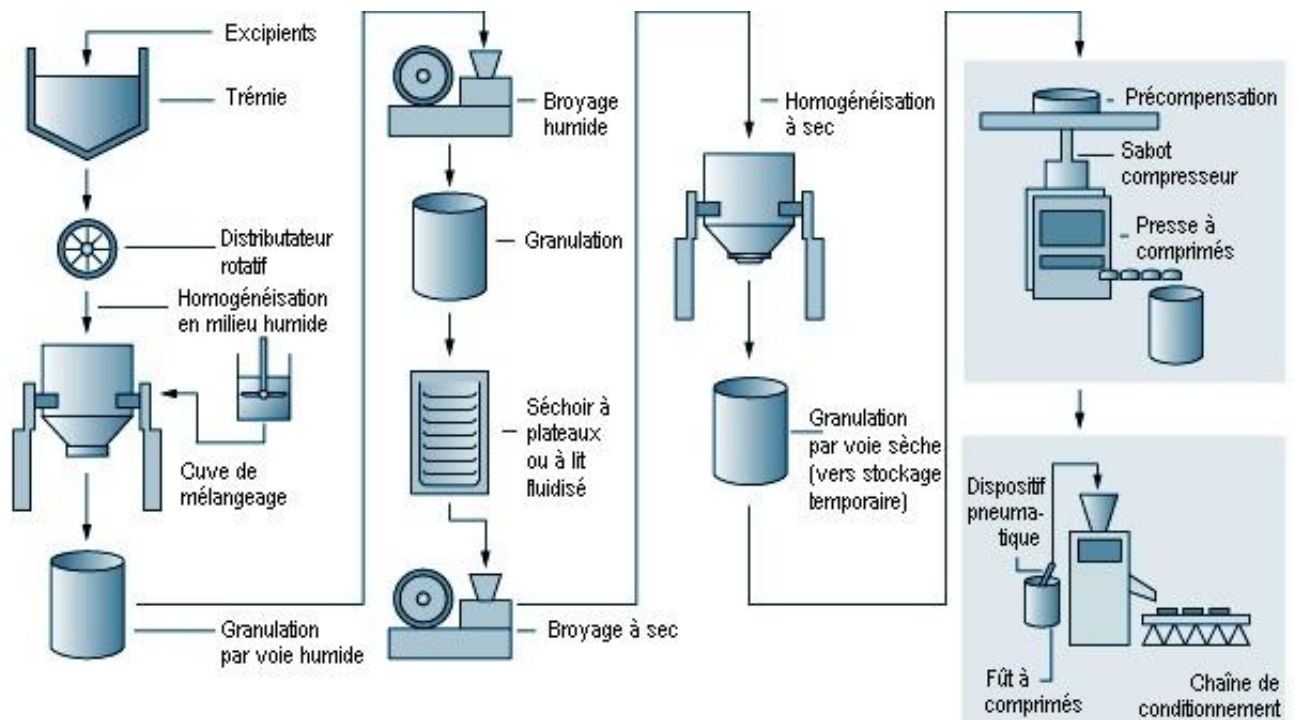 Excipients
Trémie
Distributateur
rotatif
Homogénéisation
en milieu humide
Cuve de
mélangeage
Granulation
par voie humide
Broyage
humide
Granulation
Séchoir à
plateaux
ou à lit
fluidisé
Broyage à sec
Homogénéisation
à sec
Granulation
par voie sèche
(vers stockage
temporaire)
Précompensation
Sabot
compresseur
Presse à
comprimés
Dispositif
pneuma-
tique
Fût à
comprimés
Chaîne de
conditionnement